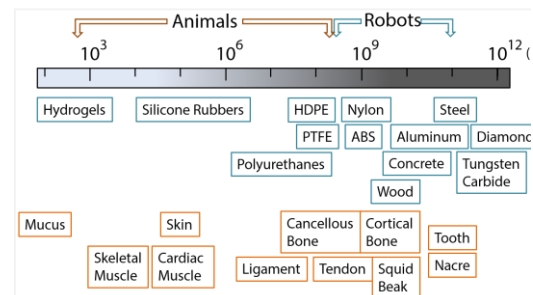 Animals Robots
10³ 10⁶ 10⁹ 10¹² (
Hydrogels Silicone Rubbers HDPE Nylon Steel
PTFE ABS Aluminum Diamond
Polyurethanes Concrete Tungsten
Carbide
Wood
Mucus Skin Cancellous
Bone Cortical
Bone Tooth
Skeletal
Muscle Cardiac
Muscle Ligament Tendon Squid
Beak Nacre